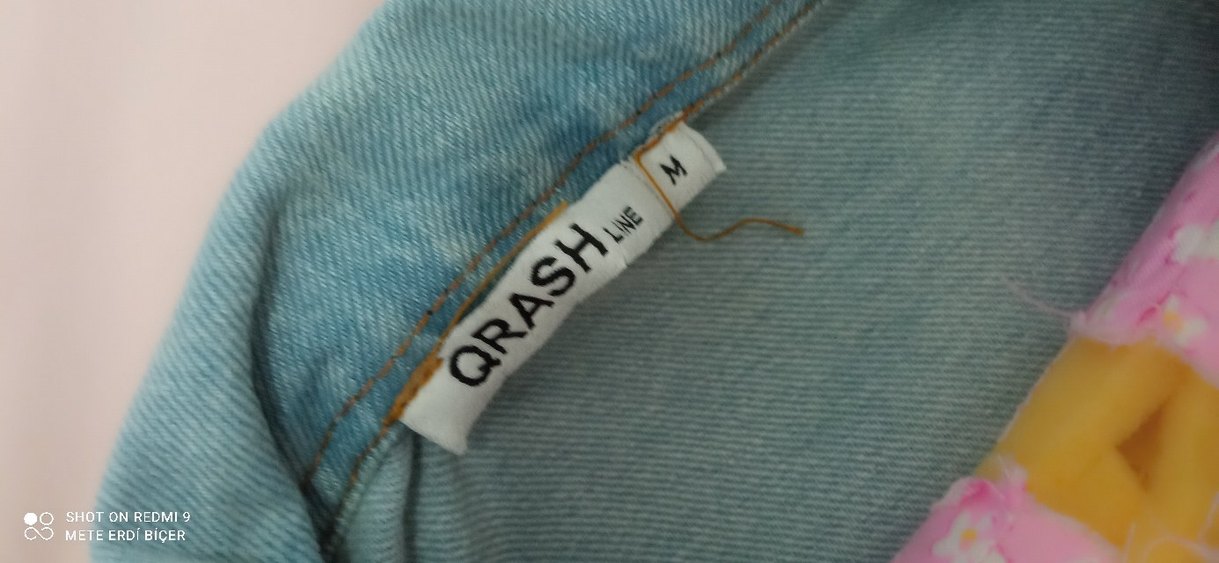 QRASH LINE
M
SHOT ON REDMI 9
METE ERDİ BİÇER